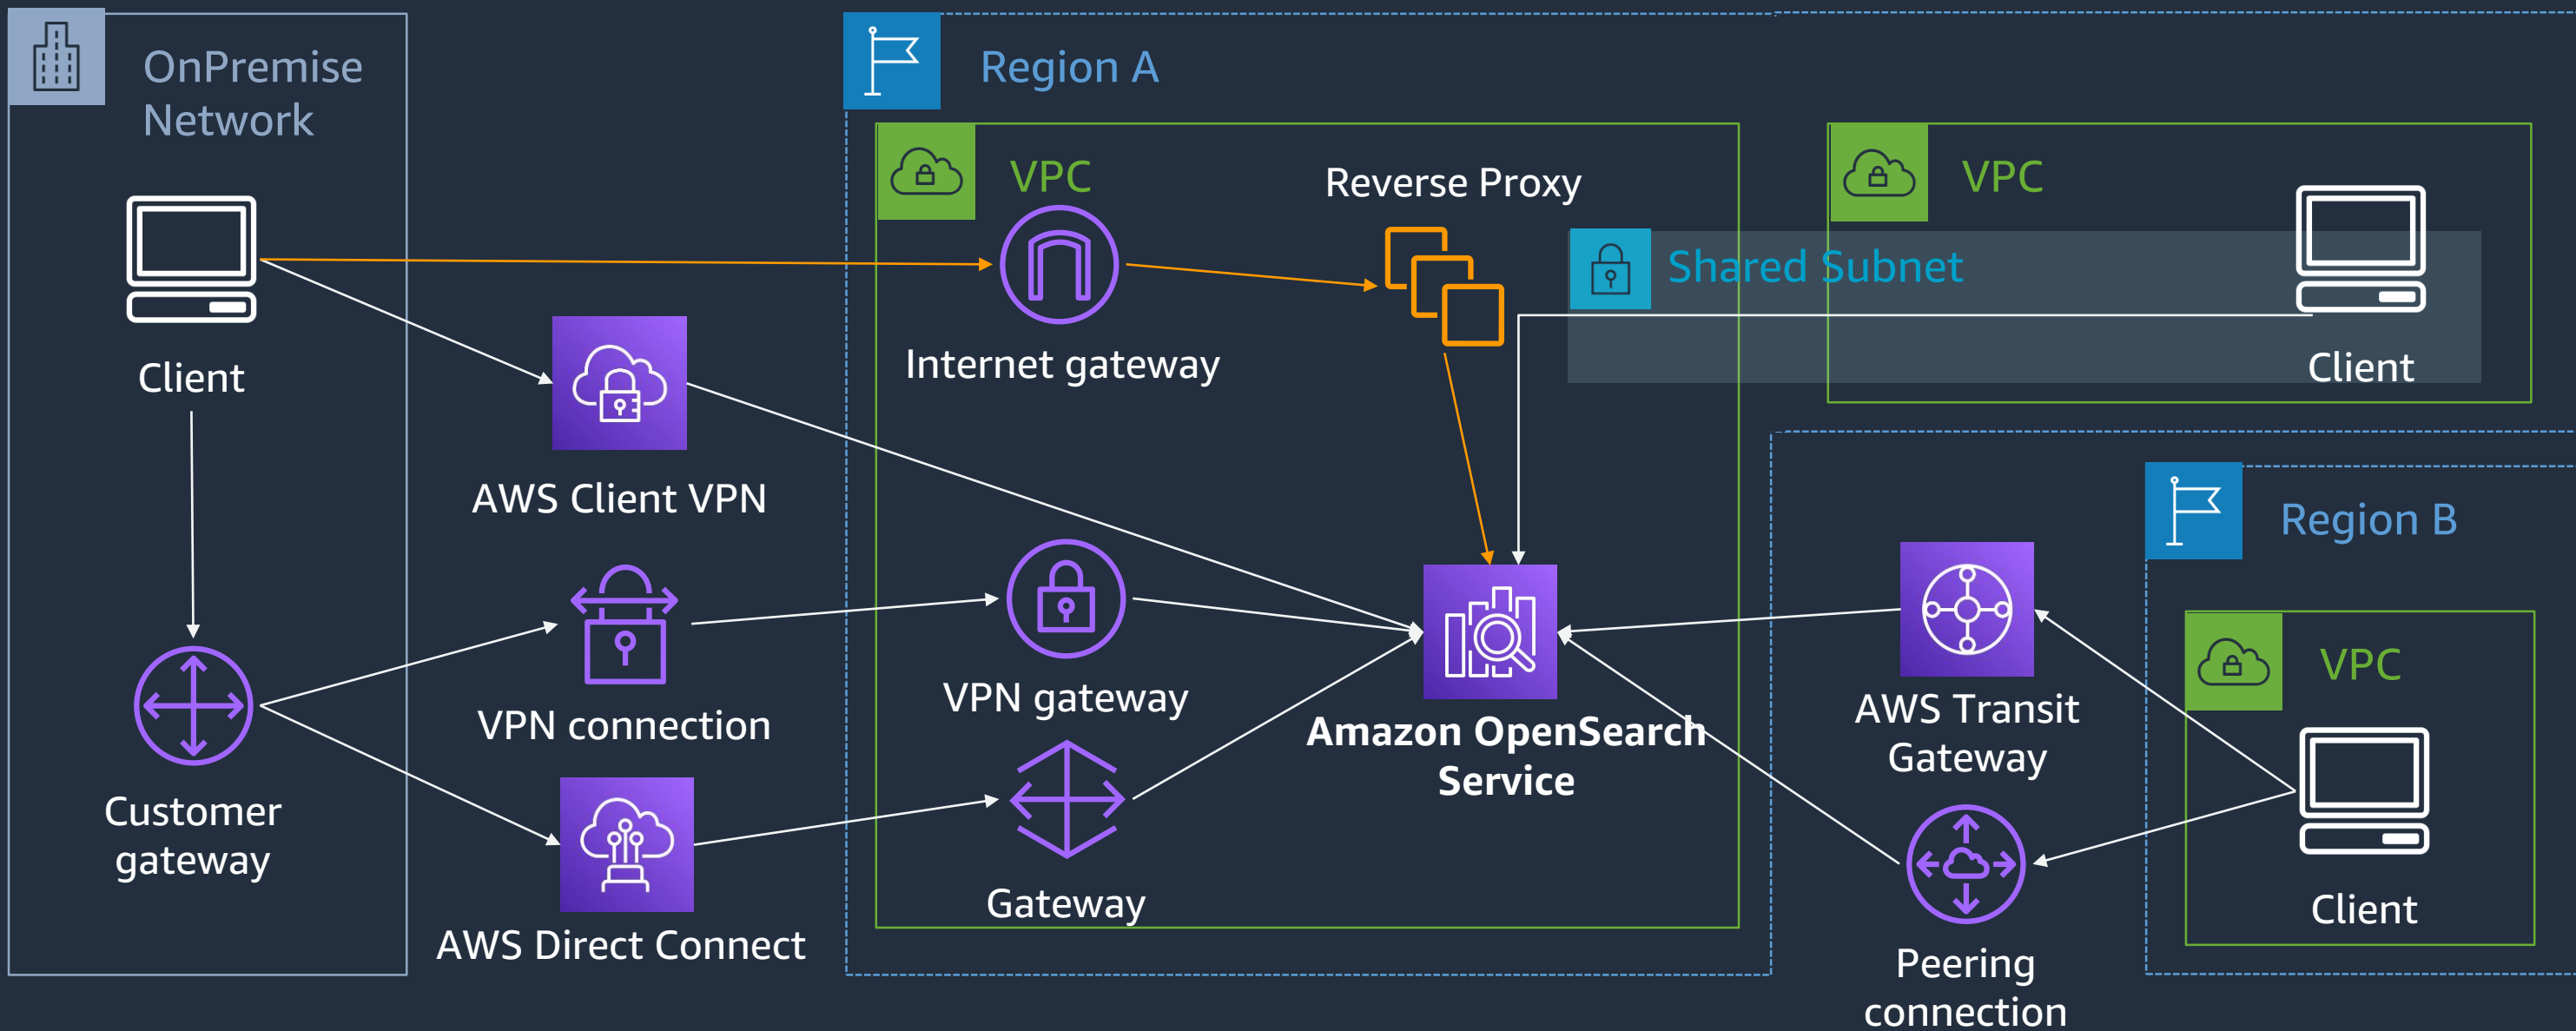 OnPremise
Network
Client
Customer
gateway
AWS Client VPN
VPN connection
AWS Direct Connect
Region A
VPC
Internet gateway
Reverse Proxy
VPN gateway
Gateway
Amazon OpenSearch
Service
VPC
Shared Subnet
Client
Region B
AWS Transit
Gateway
Peering
connection
VPC
Client